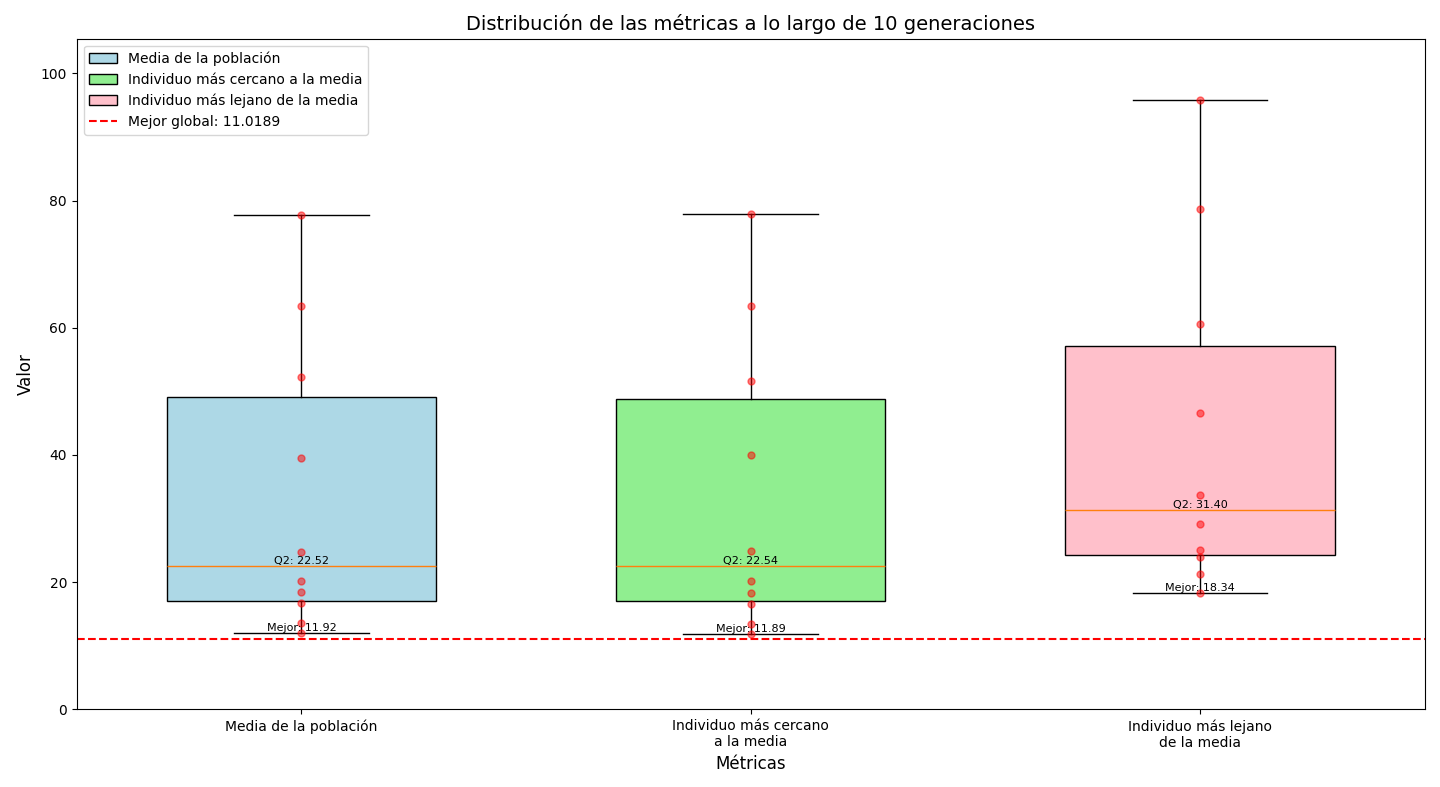 Distribución de las métricas a lo largo de 10 generaciones
Media de la población
Individuo más cercano a la media
Individuo más lejano de la media
Mejor global: 11.0189
Valor
100
80
60
40
20
0
Q2: 22.52
Mejor: 11.92
Q2: 22.54
Mejor: 11.89
Q2: 31.40
Mejor: 18.34
Media de la población
Individuo más cercano
a la media
Individuo más lejano
de la media
Métricas